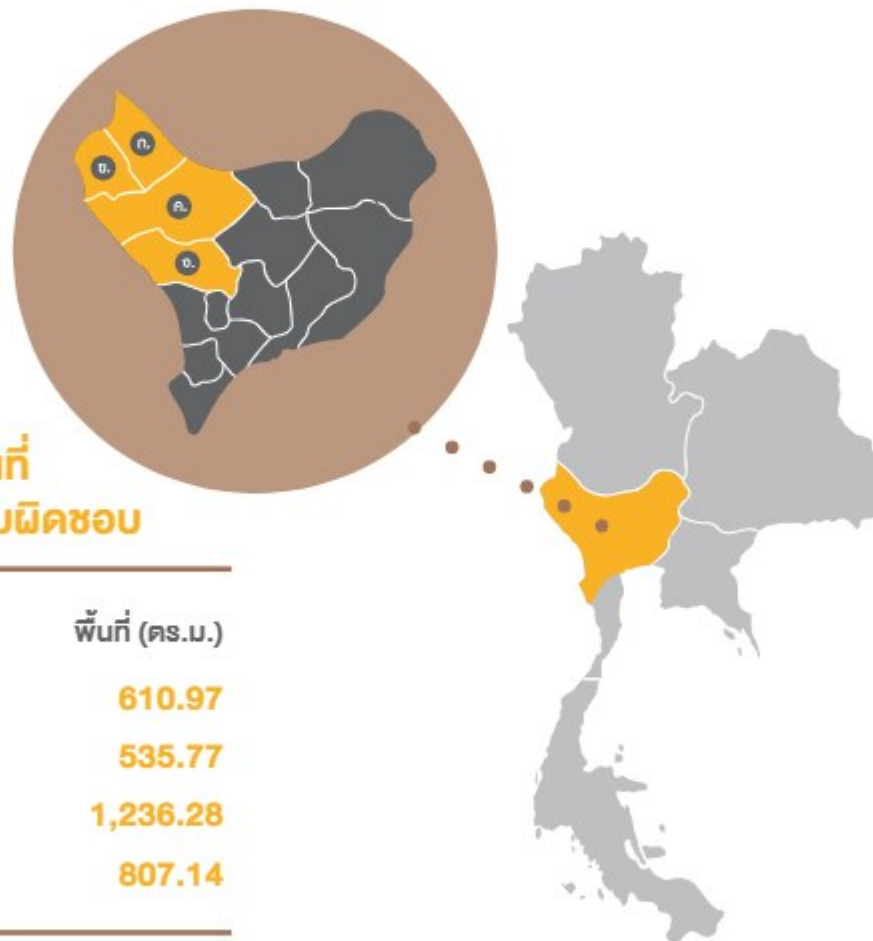 ก.
ข.
ค.
ง.
ที่
ผิดชอบ
พื้นที่ (ตร.ม.)
610.97
535.77
1,236.28
807.14